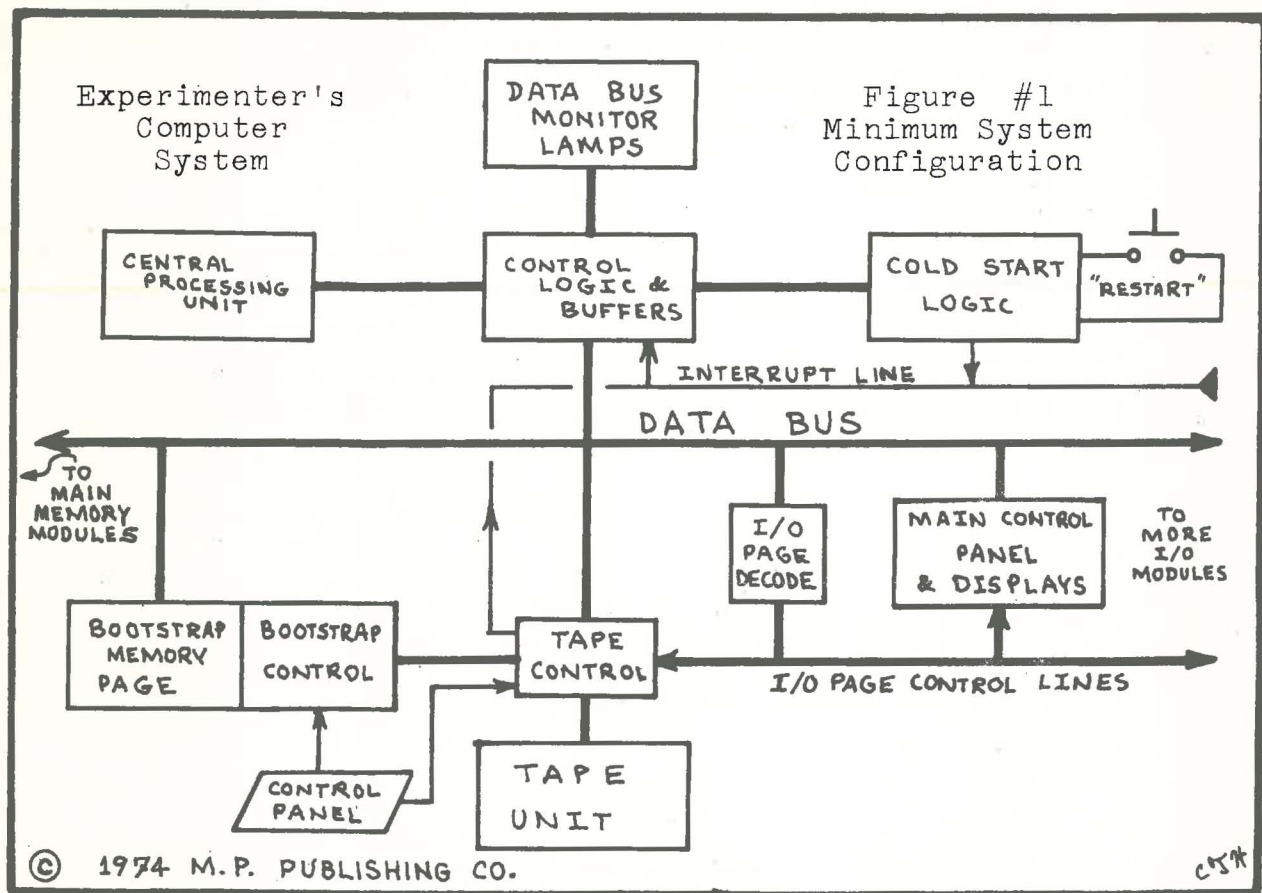 Experimenter's
Computer
System
DATA BUS
MONITOR
LAMPS
Figure #1
Minimum System
Configuration
CENTRAL
PROCESSING
UNIT
CONTROL
LOGIC &
BUFFERS
COLD START
LOGIC
"RESTART"
INTERRUPT LINE
DATA BUS
TO
MAIN
MEMORY
MODULES
I/O
PAGE
DECODE
MAIN CONTROL
PANEL
& DISPLAYS
TO
MORE
I/O
MODULES
BOOTSTRAP
MEMORY
PAGE
BOOTSTRAP
CONTROL
TAPE
CONTROL
I/O PAGE CONTROL LINES
CONTROL
PANEL
TAPE
UNIT
© 1974 M.P. PUBLISHING CO.
CJH